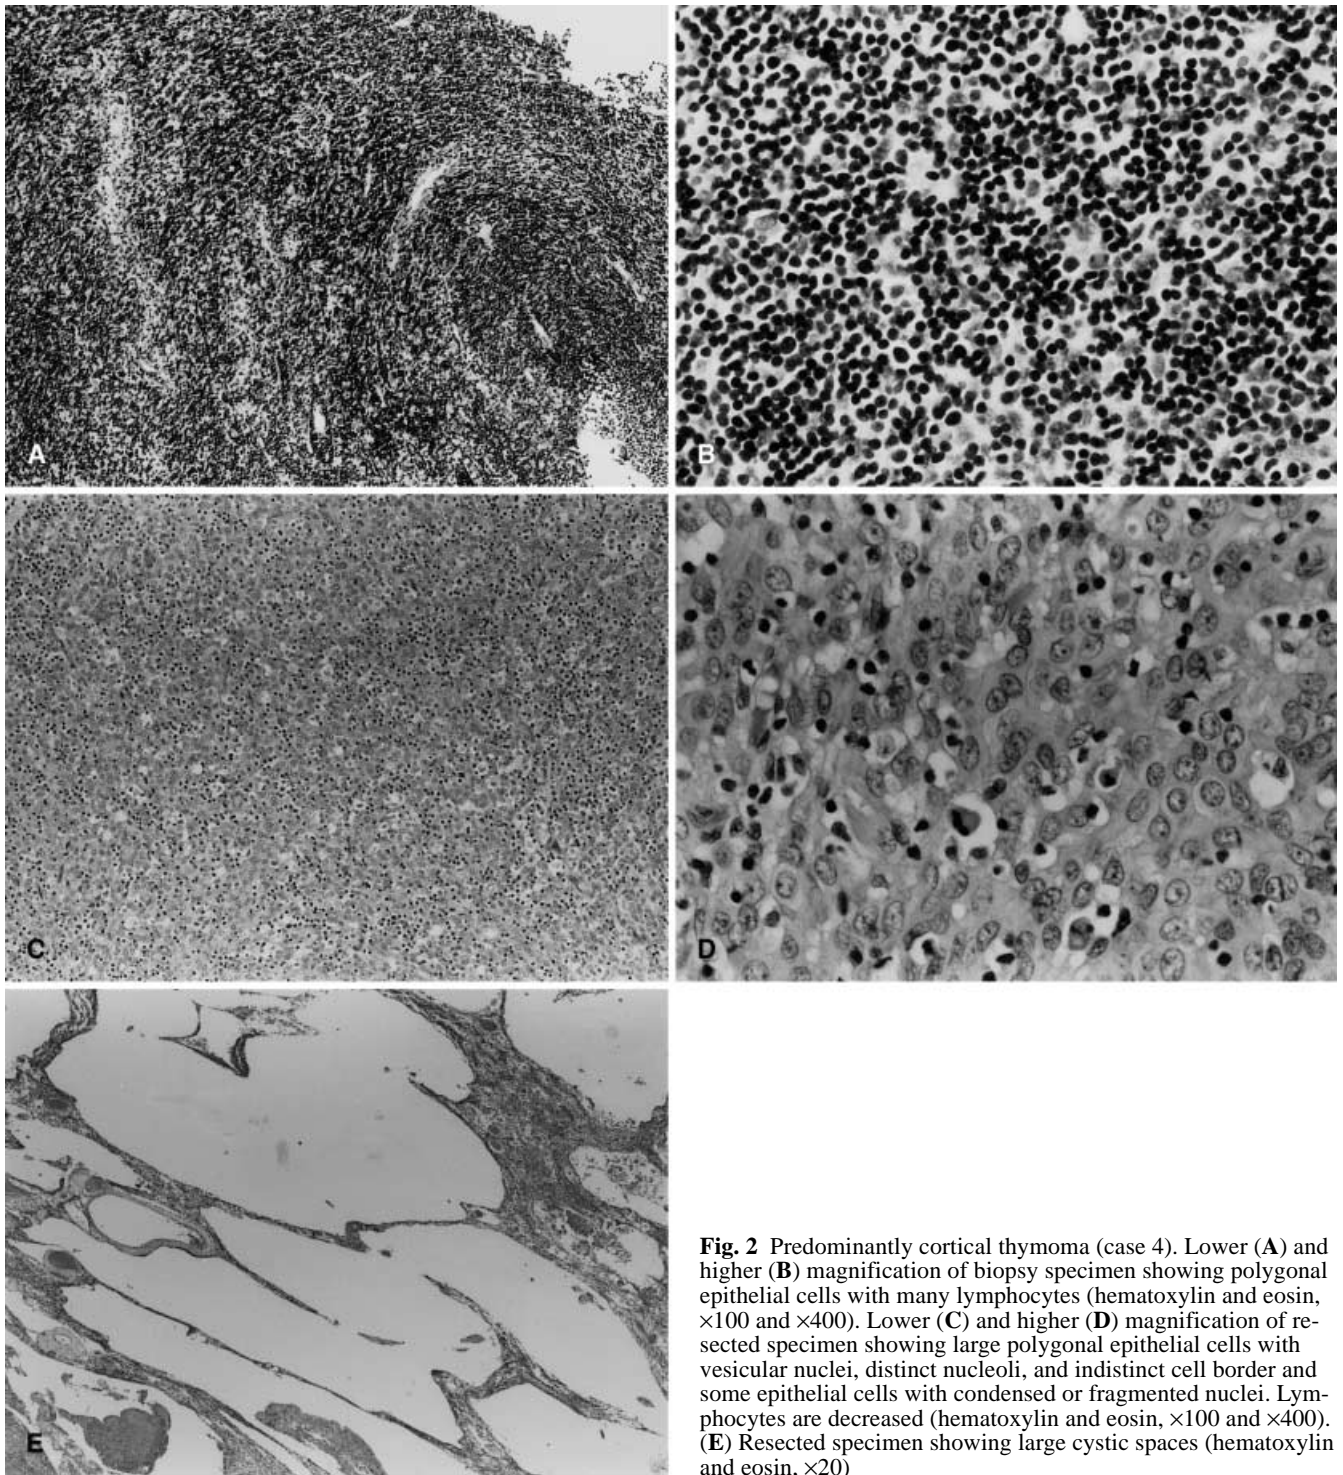 A
B
C
D
E
Fig. 2 Predominantly cortical thymoma (case 4). Lower (A) and
higher (B) magnification of biopsy specimen showing polygonal
epithelial cells with many lymphocytes (hematoxylin and eosin,
×100 and ×400). Lower (C) and higher (D) magnification of re-
sected specimen showing large polygonal epithelial cells with
vesicular nuclei, distinct nucleoli, and indistinct cell border and
some epithelial cells with condensed or fragmented nuclei. Lym-
phocytes are decreased (hematoxylin and eosin, ×100 and ×400).
(E) Resected specimen showing large cystic spaces (hematoxylin
and eosin, ×20)